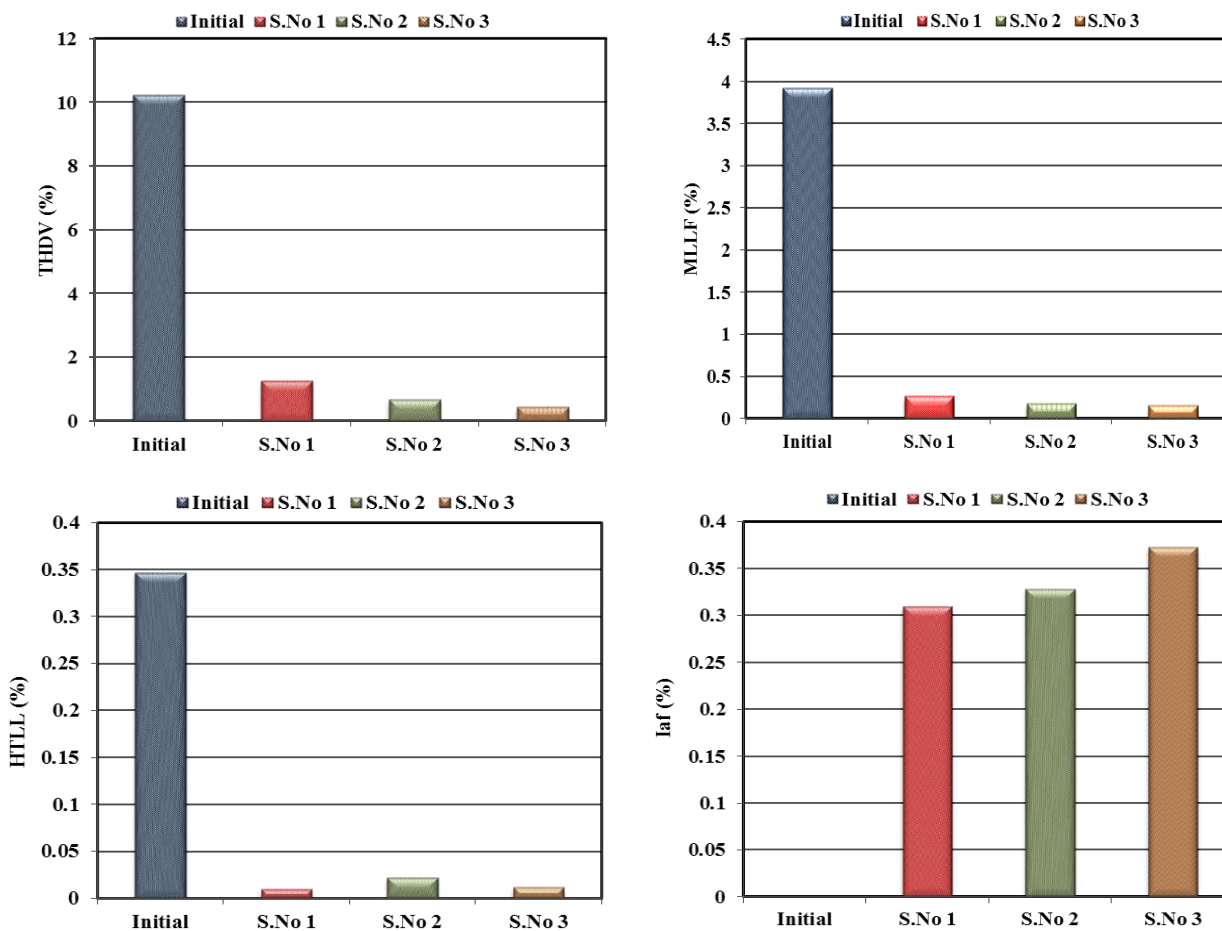 Initial S.No 1 S.No 2 S.No 3
12
10
8
6
4
2
0
THDV (%)
Initial S.No 1 S.No 2 S.No 3
Initial S.No 1 S.No 2 S.No 3
4.5
4
3.5
3
2.5
2
1.5
1
0.5
0
MLLF (%)
Initial S.No 1 S.No 2 S.No 3
Initial S.No 1 S.No 2 S.No 3
0.4
0.35
0.3
0.25
0.2
0.15
0.1
0.05
0
HTLL (%)
Initial S.No 1 S.No 2 S.No 3
Initial S.No 1 S.No 2 S.No 3
0.4
0.35
0.3
0.25
0.2
0.15
0.1
0.05
0
Iaf (%)
Initial S.No 1 S.No 2 S.No 3